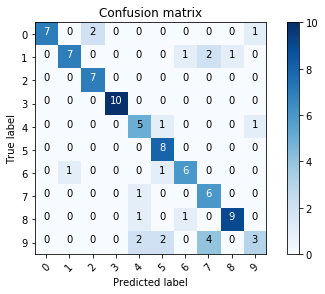 Confusion matrix
0 7 0 2 0 0 0 0 0 0 1
1 0 7 0 0 0 0 1 2 1 0
2 0 0 7 0 0 0 0 0 0 0
3 0 0 0 10 0 0 0 0 0 0
4 0 0 0 0 5 1 0 0 0 1
5 0 0 0 0 0 8 0 0 0 0
6 0 1 0 0 0 1 6 0 0 0
7 0 0 0 0 1 0 0 6 0 0
8 0 0 0 0 1 0 1 0 9 0
9 0 0 0 0 2 2 0 4 0 3
0 1 2 3 4 5 6 7 8 9
True label
Predicted label
10
8
6
4
2
0